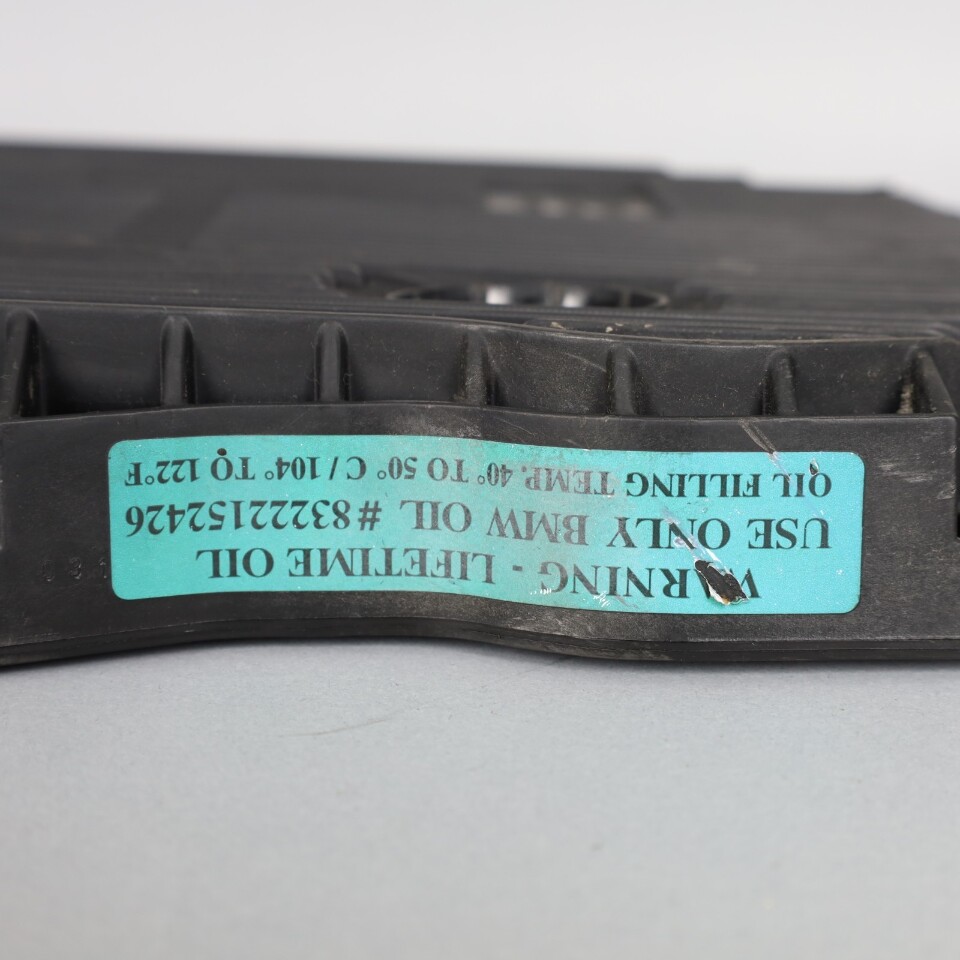 WARNING - LIFETIME OIL
USE ONLY BMW OIL # 83222152426
OIL FILLING TEMP. 40° TO 50° C / 104° TO 122°F